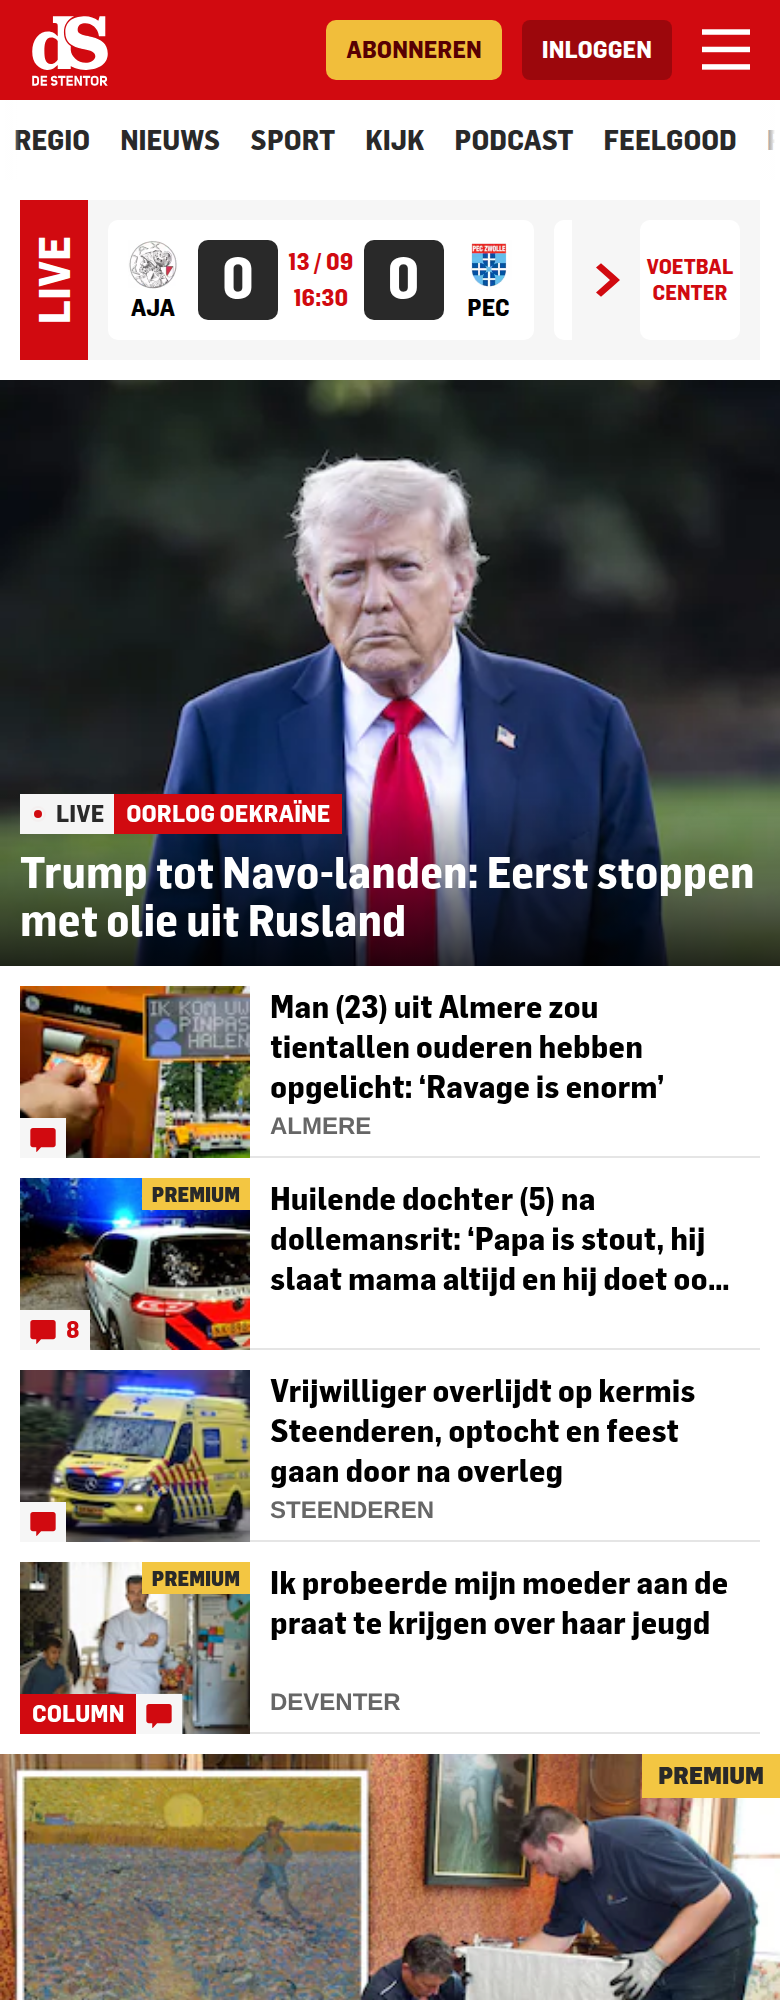 dS
DE STENTOR
ABONNEREN
INLOGGEN
REGIO NIEUWS SPORT KIJK PODCAST FEELGOOD
LIVE
AJA
0
13 / 09
16:30
0
PEC ZWOLLE
PEC
VOETBAL
CENTER
LIVE
OORLOG OEKRAÏNE
Trump tot Navo-landen: Eerst stoppen
met olie uit Rusland
PAS
IK KOM UW
PINPAS
HALEN
Man (23) uit Almere zou
tientallen ouderen hebben
opgelicht: ‘Ravage is enorm’
ALMERE
PREMIUM
8
Huilende dochter (5) na
dollemansrit: ‘Papa is stout, hij
slaat mama altijd en hij doet oo...
Vrijwilliger overlijdt op kermis
Steenderen, optocht en feest
gaan door na overleg
STEENDEREN
PREMIUM
COLUMN
Ik probeerde mijn moeder aan de
praat te krijgen over haar jeugd
DEVENTER
PREMIUM